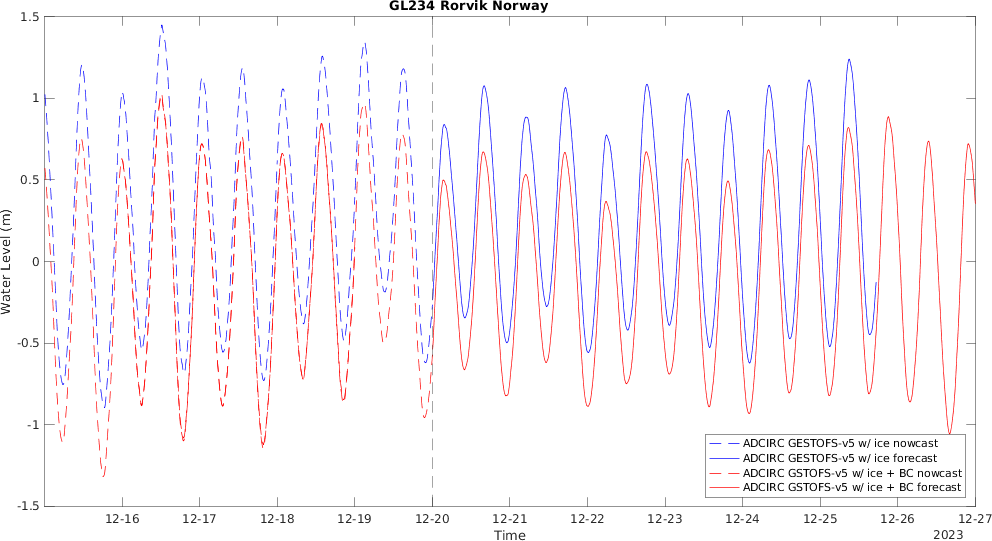 GL234 Rorvik Norway
1.5
1
0.5
0
-0.5
-1
-1.5
Water Level (m)
12-16 12-17 12-18 12-19 12-20 12-21 12-22 12-23 12-24 12-25 12-26 12-27
Time
2023
ADCIRC GESTOFS-v5 w/ ice nowcast
ADCIRC GESTOFS-v5 w/ ice forecast
ADCIRC GSTOFS-v5 w/ ice + BC nowcast
ADCIRC GSTOFS-v5 w/ ice + BC forecast